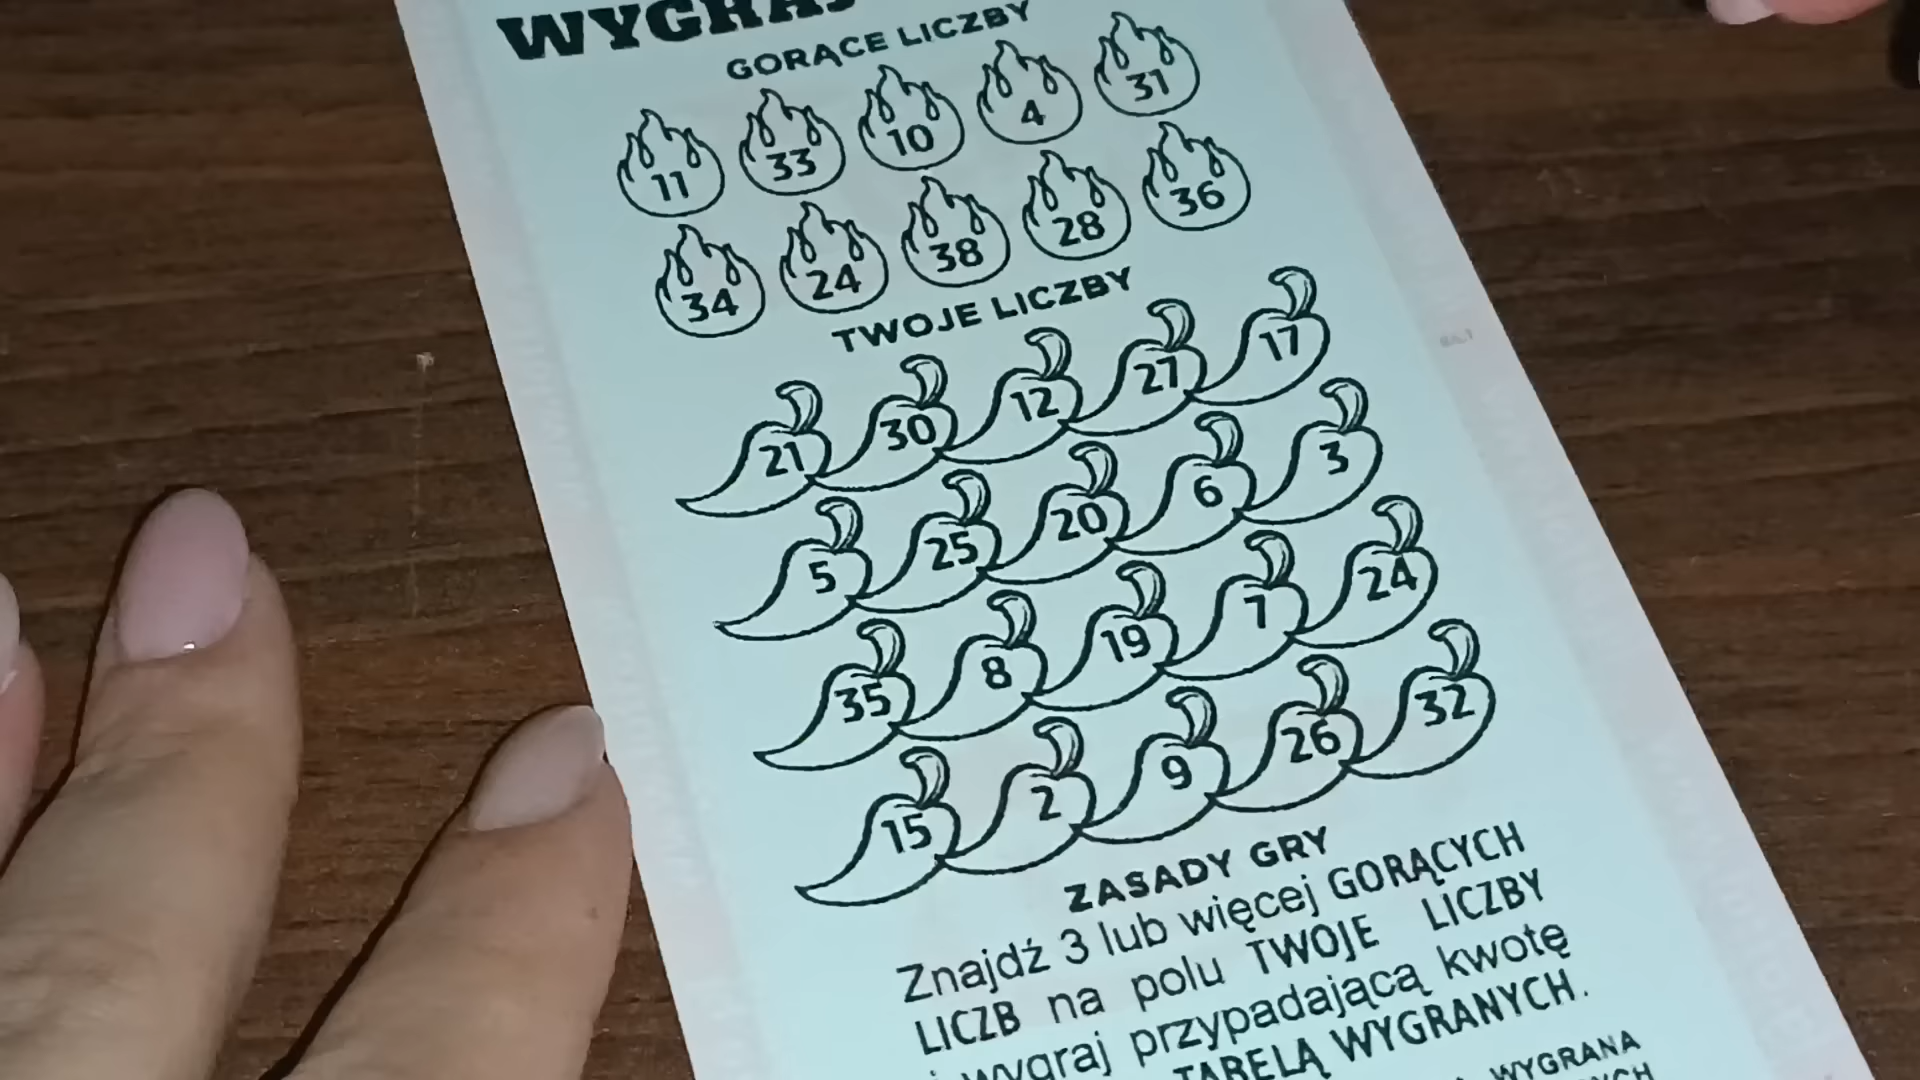 WYGRAJ
GORĄCE LICZBY
11 33 10 4 31
34 24 38 28 36
TWOJE LICZBY
21 30 12 27 17
5 25 20 6 3
35 8 19 7 24
15 2 9 26 32
ZASADY GRY
Znajdź 3 lub więcej GORĄCYCH
LICZB na polu TWOJE LICZBY
i wygraj przypadającą kwotę
TABELĄ WYGRANYCH.
WYGRANA